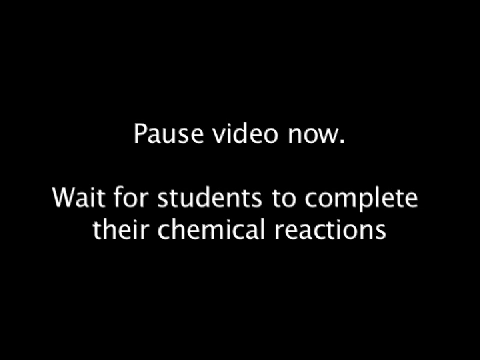 Pause video now.
Wait for students to complete
their chemical reactions